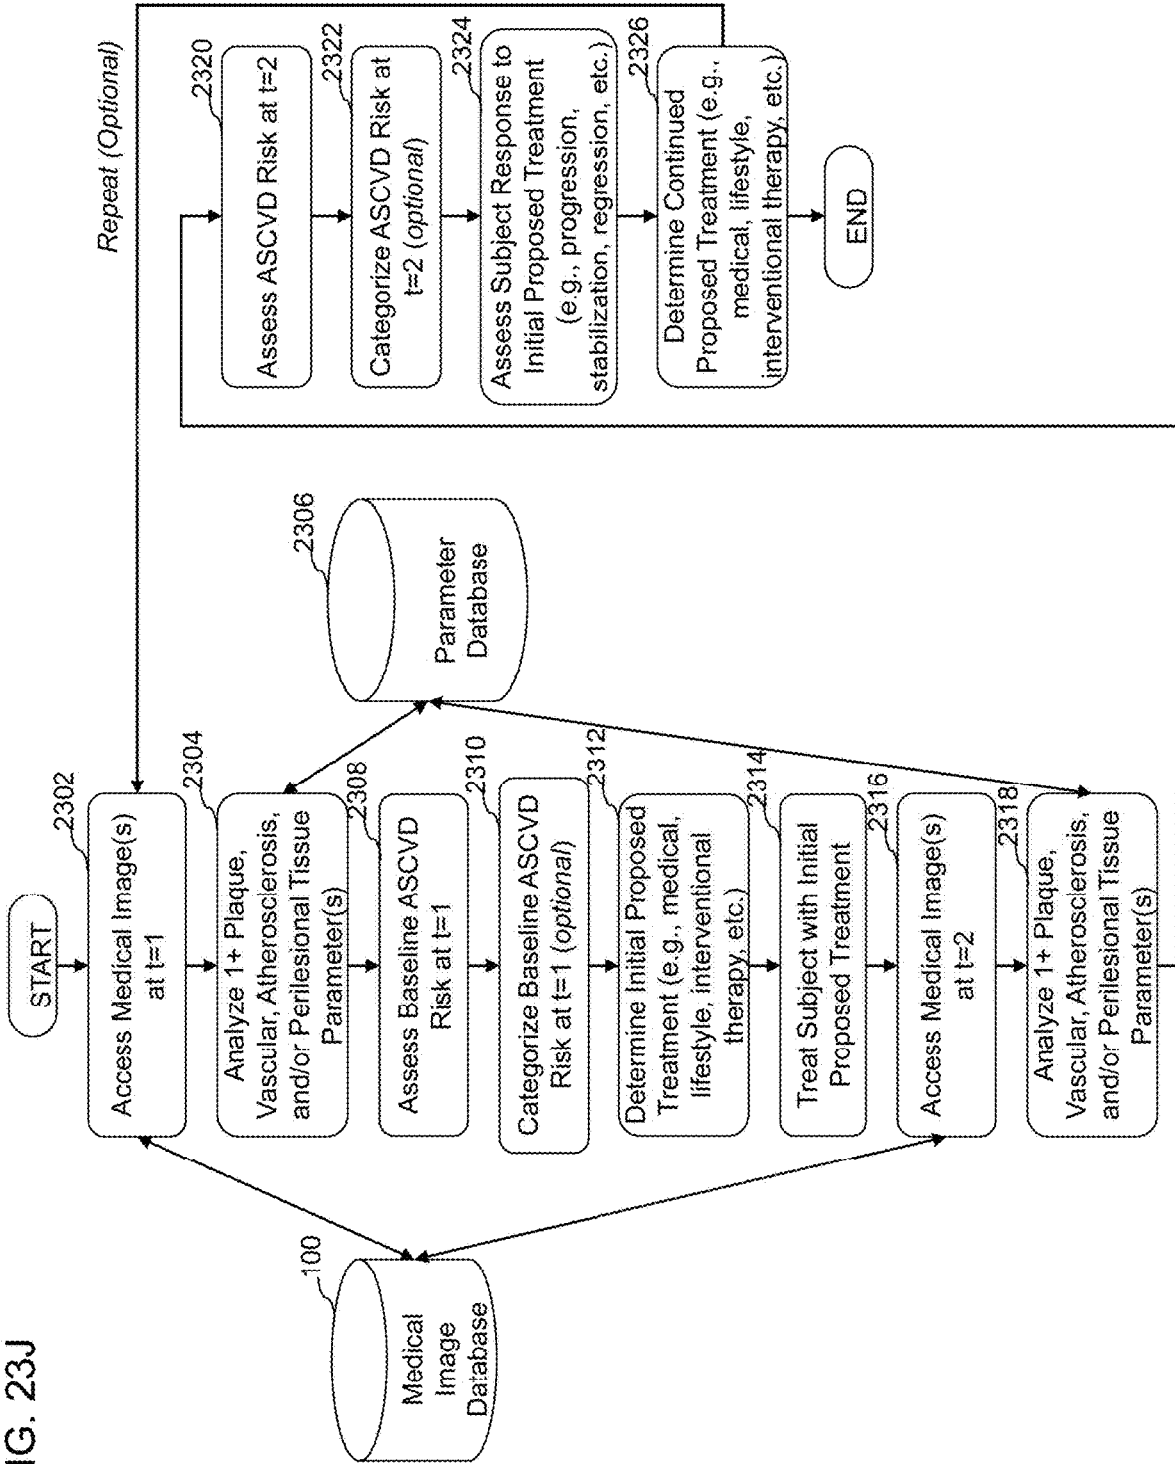 IG. 23J
START
2302
Access Medical Image(s)
at t=1
2304
Analyze 1+ Plaque,
Vascular, Atherosclerosis,
and/or Perilesional Tissue
Parameter(s)
2308
Assess Baseline ASCVD
Risk at t=1
2310
Categorize Baseline ASCVD
Risk at t=1 (optional)
2312
Determine Initial Proposed
Treatment (e.g., medical,
lifestyle, interventional
therapy, etc.)
2314
Treat Subject with Initial
Proposed Treatment
2316
Access Medical Image(s)
at t=2
2318
Analyze 1+ Plaque,
Vascular, Atherosclerosis,
and/or Perilesional Tissue
Parameter(s)
100
Medical
Image
Database
2306
Parameter
Database
Repeat (Optional)
2320
Assess ASCVD Risk at t=2
2322
Categorize ASCVD Risk at
t=2 (optional)
2324
Assess Subject Response to
Initial Proposed Treatment
(e.g., progression,
stabilization, regression, etc.)
2326
Determine Continued
Proposed Treatment (e.g.,
medical, lifestyle,
interventional therapy, etc.)
END